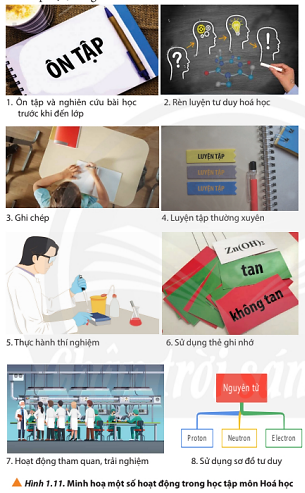 ÔN TẬP
1. Ôn tập và nghiên cứu bài học
trước khi đến lớp
2. Rèn luyện tư duy hoá học
3. Ghi chép
LUYỆN TẬP
LUYỆN TẬP
LUYỆN TẬP
4. Luyện tập thường xuyên
5. Thực hành thí nghiệm
Zn(OH)₂
tan
không tan
6. Sử dụng thẻ ghi nhớ
7. Hoạt động tham quan, trải nghiệm
Nguyên tử
Proton
Neutron
Electron
8. Sử dụng sơ đồ tư duy
Hình 1.11. Minh hoạ một số hoạt động trong học tập môn Hoá học